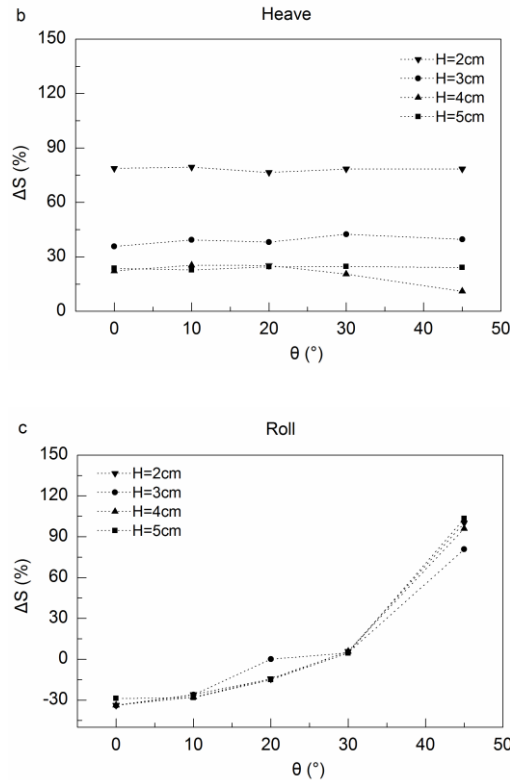 b
Heave
150
120
90
60
30
0
ΔS (%)
H=2cm
H=3cm
H=4cm
H=5cm
0 10 20 30 40 50
θ (°)
c
Roll
150
120
90
60
30
0
-30
ΔS (%)
H=2cm
H=3cm
H=4cm
H=5cm
0 10 20 30 40 50
θ (°)